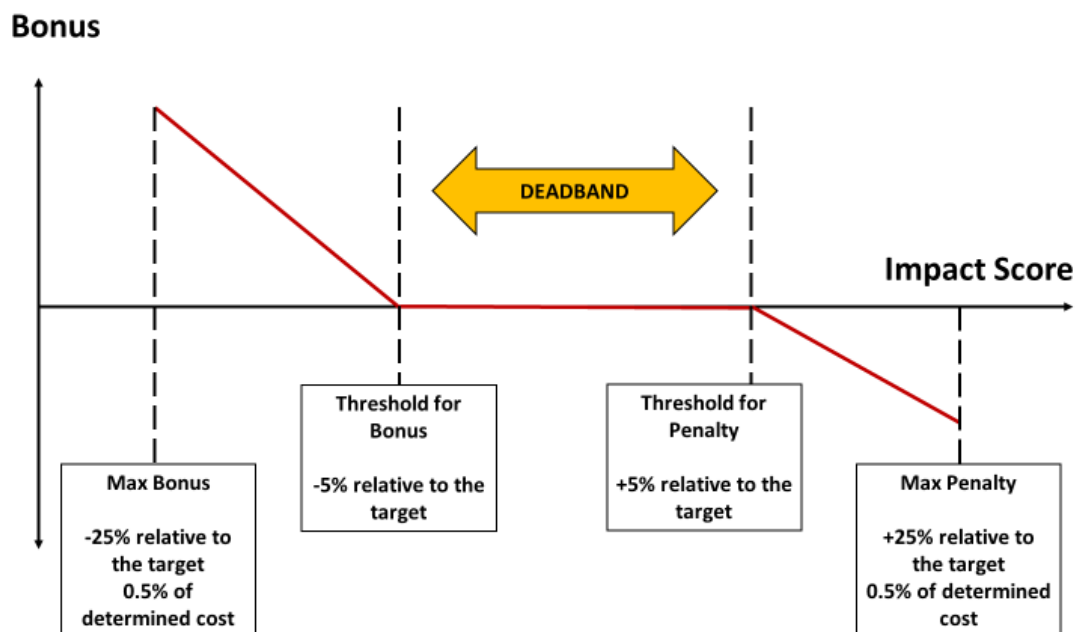 Bonus
DEADBAND
Impact Score
Threshold for
Bonus
-5% relative to the
target
Threshold for
Penalty
+5% relative to the
target
Max Bonus
-25% relative to
the target
0.5% of
determined cost
Max Penalty
+25% relative to
the target
0.5% of determined
cost